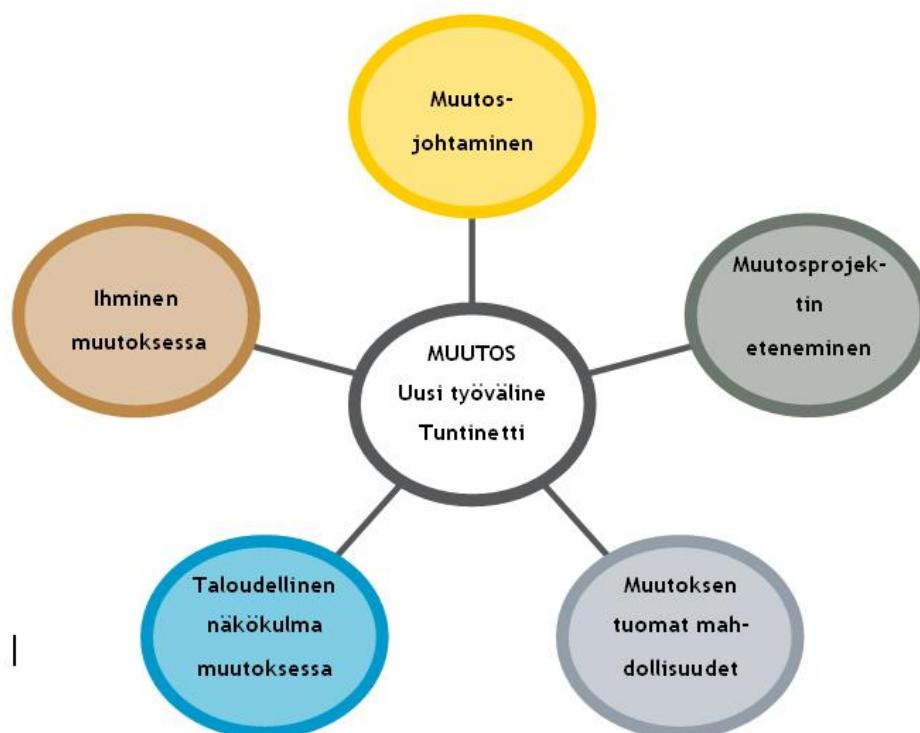 Muutos-
johtaminen
Ihminen
muutoksessa
Muutosprojek-
tin
eteneminen
MUUTOS
Uusi työväline
Tuntinetti
Taloudellinen
näkökulma
muutoksessa
Muutoksen
tuomat mah-
dollisuudet